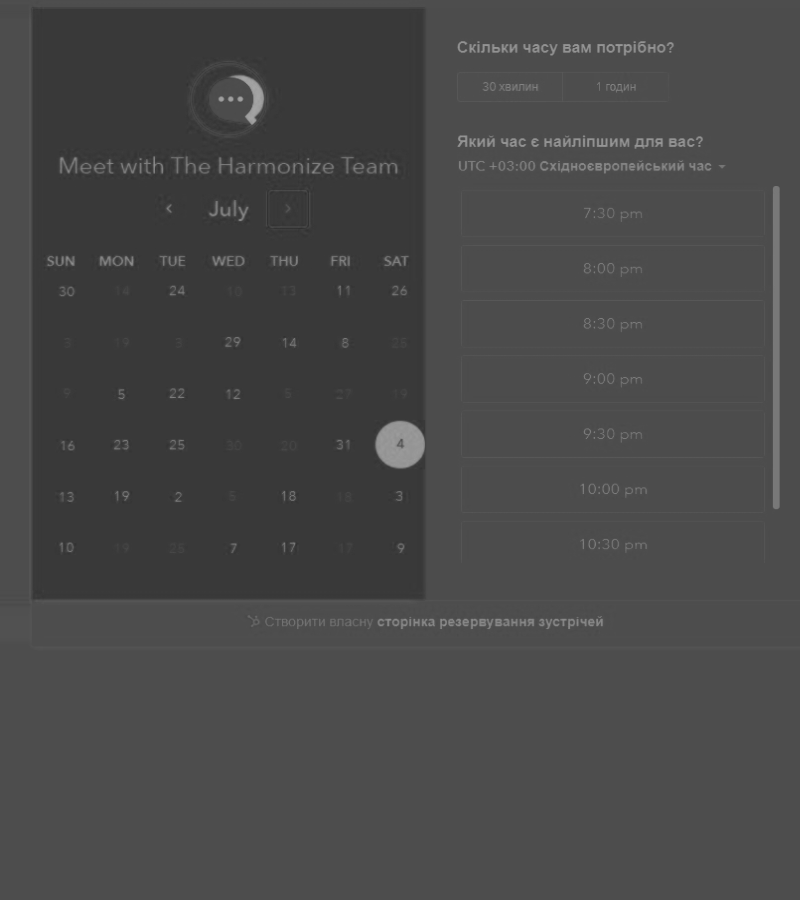 Скільки часу вам потрібно?
30 хвилин 1 годин
Meet with The Harmonize Team
July
SUN MON TUE WED THU FRI SAT
30 14 24 10 13 11 26
19 3 29 14 8 25
5 22 12 5 27 19
16 23 25 30 20 31 4
13 19 2 5 18 18 3
10 19 28 7 17 17 9
Який час є найліпшим для вас?
UTC +03:00 Східноєвропейський час
7:30 pm
8:00 pm
8:30 pm
9:00 pm
9:30 pm
10:00 pm
10:30 pm
Створити власну сторінка резервування зустрічей